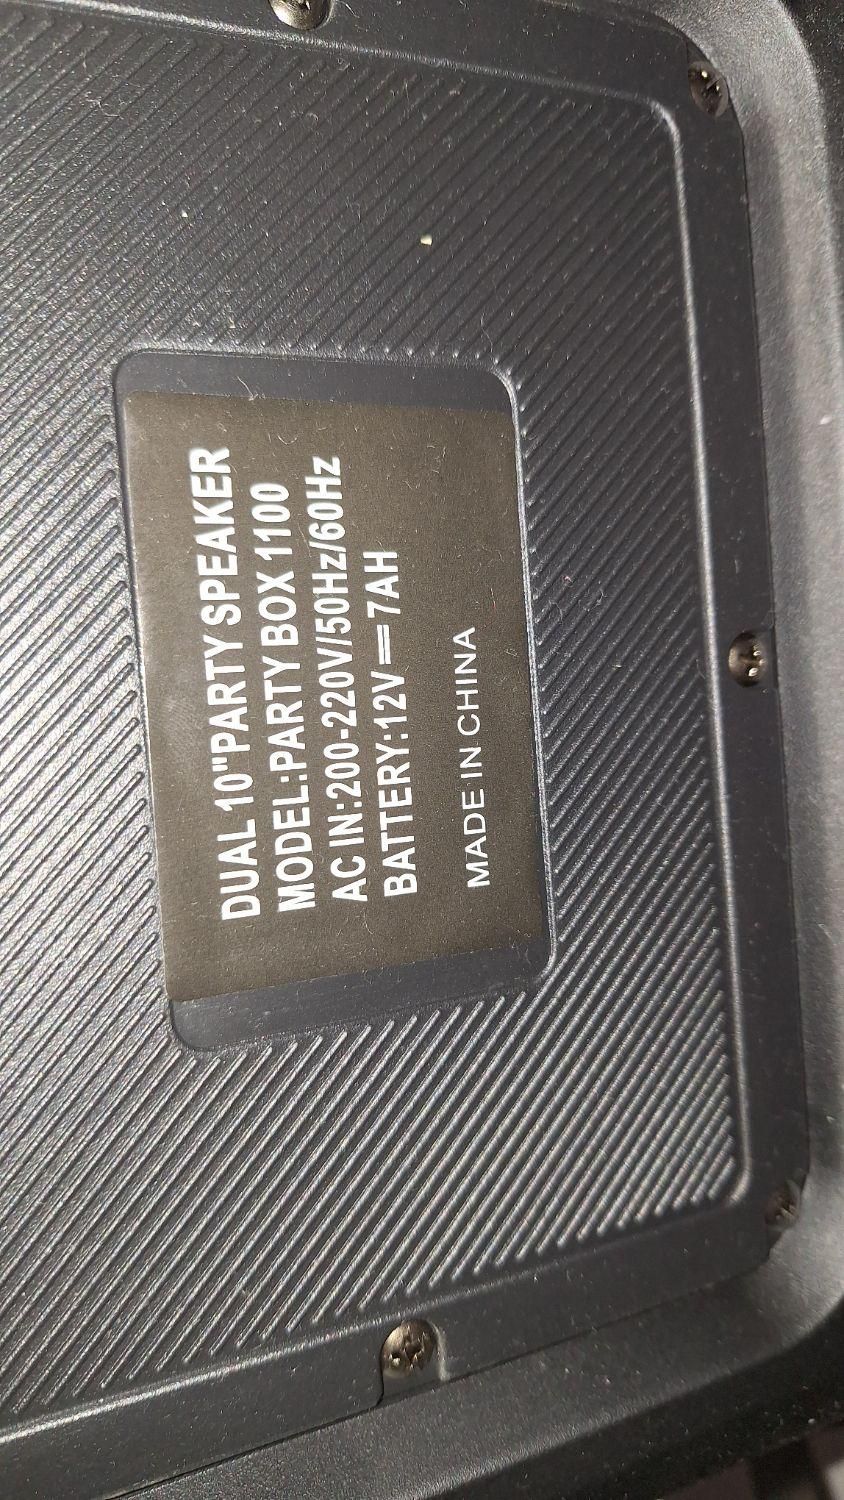 DUAL 10"PARTY SPEAKER
MODEL:PARTY BOX 1100
AC IN:200-220V/50Hz/60Hz
BATTERY:12V⎓7AH
MADE IN CHINA